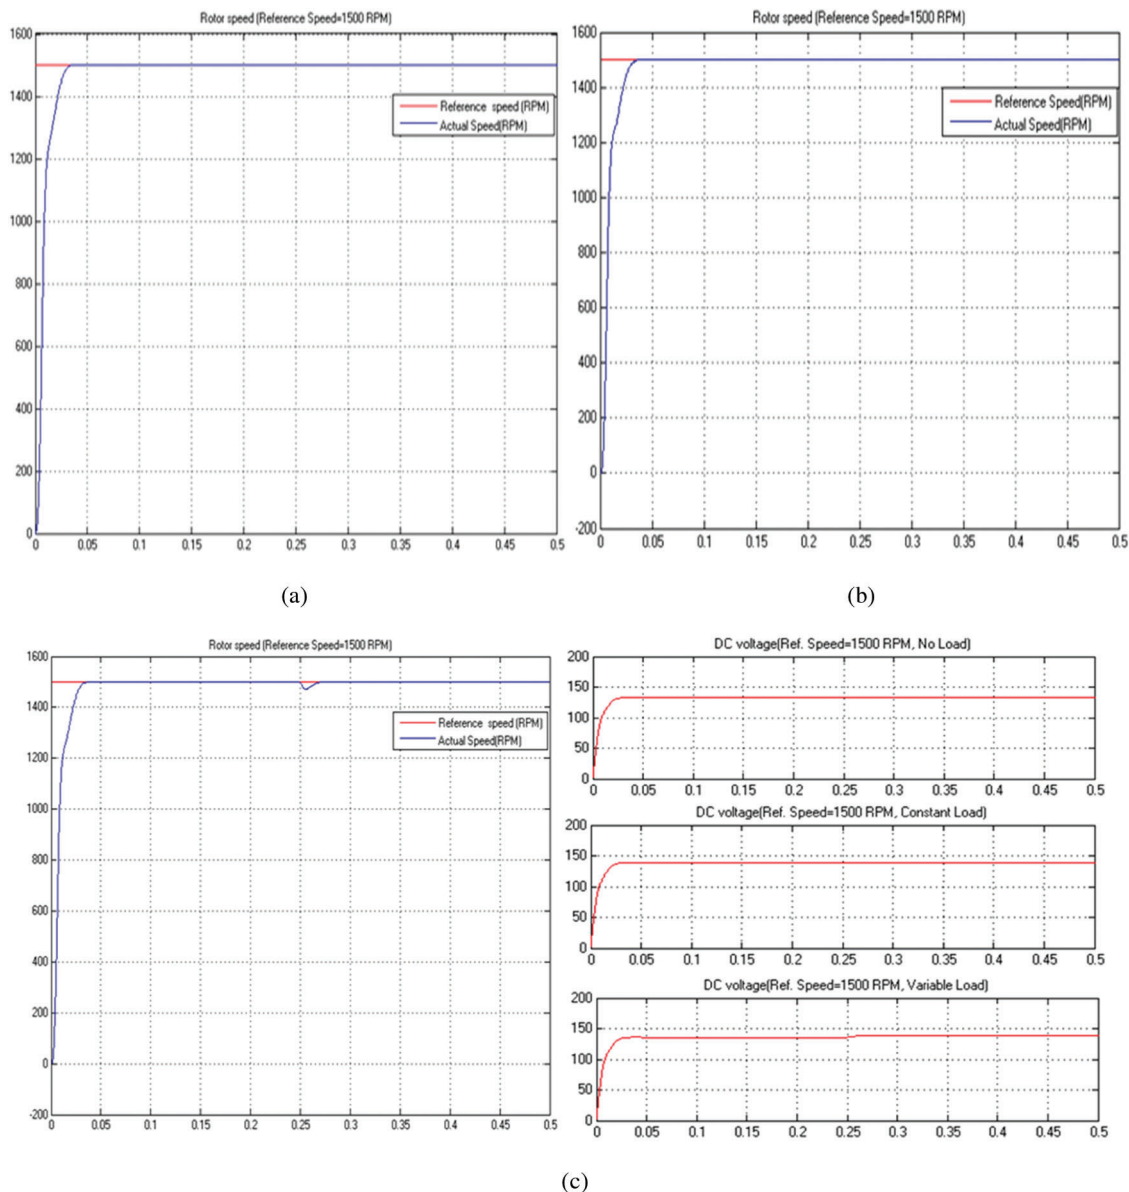 Rotor speed (Reference Speed=1500 RPM)
1600
1400
1200
1000
800
600
400
200
0
Reference speed (RPM)
Actual Speed(RPM)
0 0.05 0.1 0.15 0.2 0.25 0.3 0.35 0.4 0.45 0.5
(a)
Rotor speed (Reference Speed=1500 RPM)
1600
1400
1200
1000
800
600
400
200
0
-200
Reference Speed(RPM)
Actual Speed(RPM)
0 0.05 0.1 0.15 0.2 0.25 0.3 0.35 0.4 0.45 0.5
(b)
Rotor speed (Reference Speed=1500 RPM)
1600
1400
1200
1000
800
600
400
200
0
-200
Reference speed (RPM)
Actual Speed(RPM)
0 0.05 0.1 0.15 0.2 0.25 0.3 0.35 0.4 0.45 0.5
DC voltage(Ref. Speed=1500 RPM, No Load)
200
150
100
50
0
0 0.05 0.1 0.15 0.2 0.25 0.3 0.35 0.4 0.45 0.5
DC voltage(Ref. Speed=1500 RPM, Constant Load)
200
150
100
50
0
0 0.05 0.1 0.15 0.2 0.25 0.3 0.35 0.4 0.45 0.5
DC voltage(Ref. Speed=1500 RPM, Variable Load)
200
150
100
50
0
0 0.05 0.1 0.15 0.2 0.25 0.3 0.35 0.4 0.45 0.5
(c)